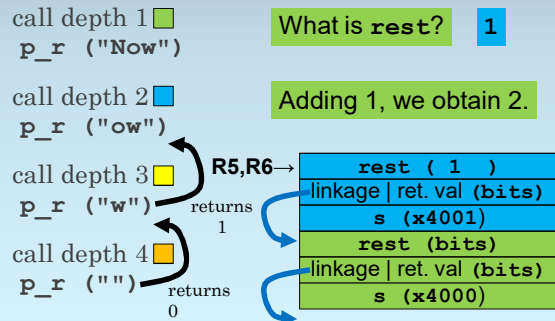 call depth 1
p_r ("Now")
What is rest?
1
call depth 2
p_r ("ow")
Adding 1, we obtain 2.
call depth 3
p_r ("w")
returns
1
call depth 4
p_r ("")
returns
0
R5,R6→
rest ( 1 )
linkage | ret. val (bits)
s (x4001)
rest (bits)
linkage | ret. val (bits)
s (x4000)